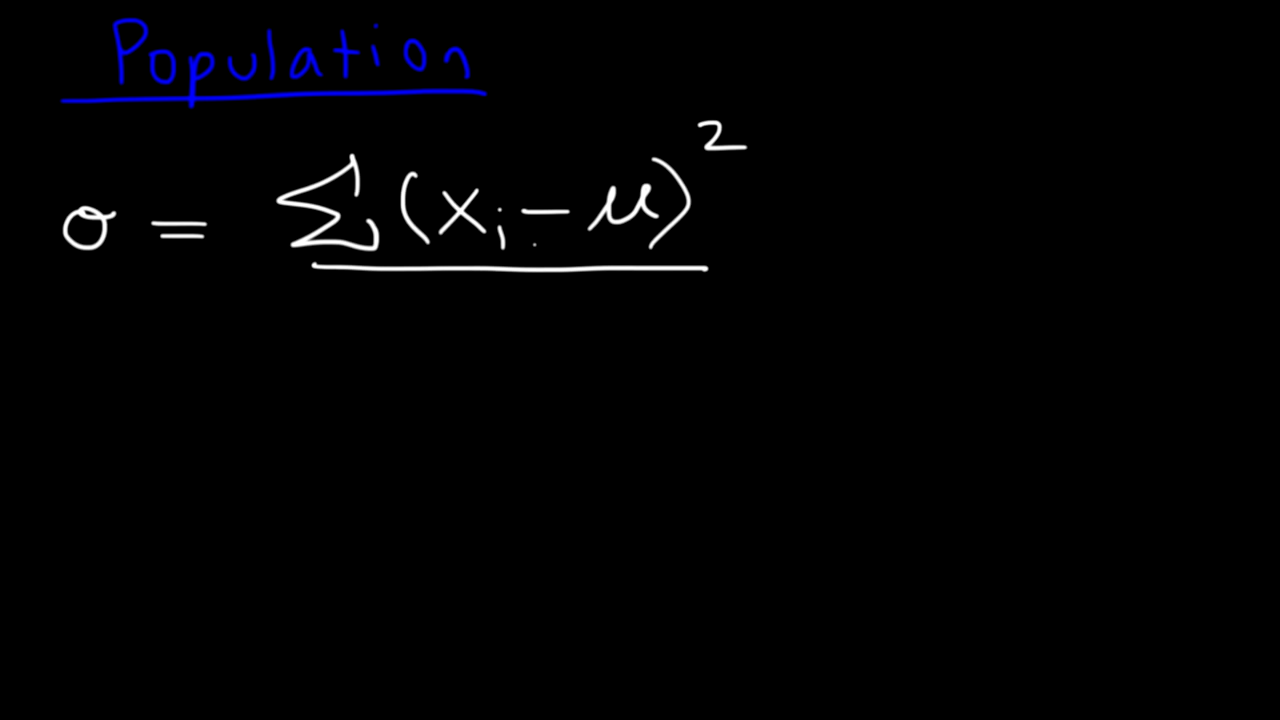 Population
σ = ∑(xᵢ - μ)²